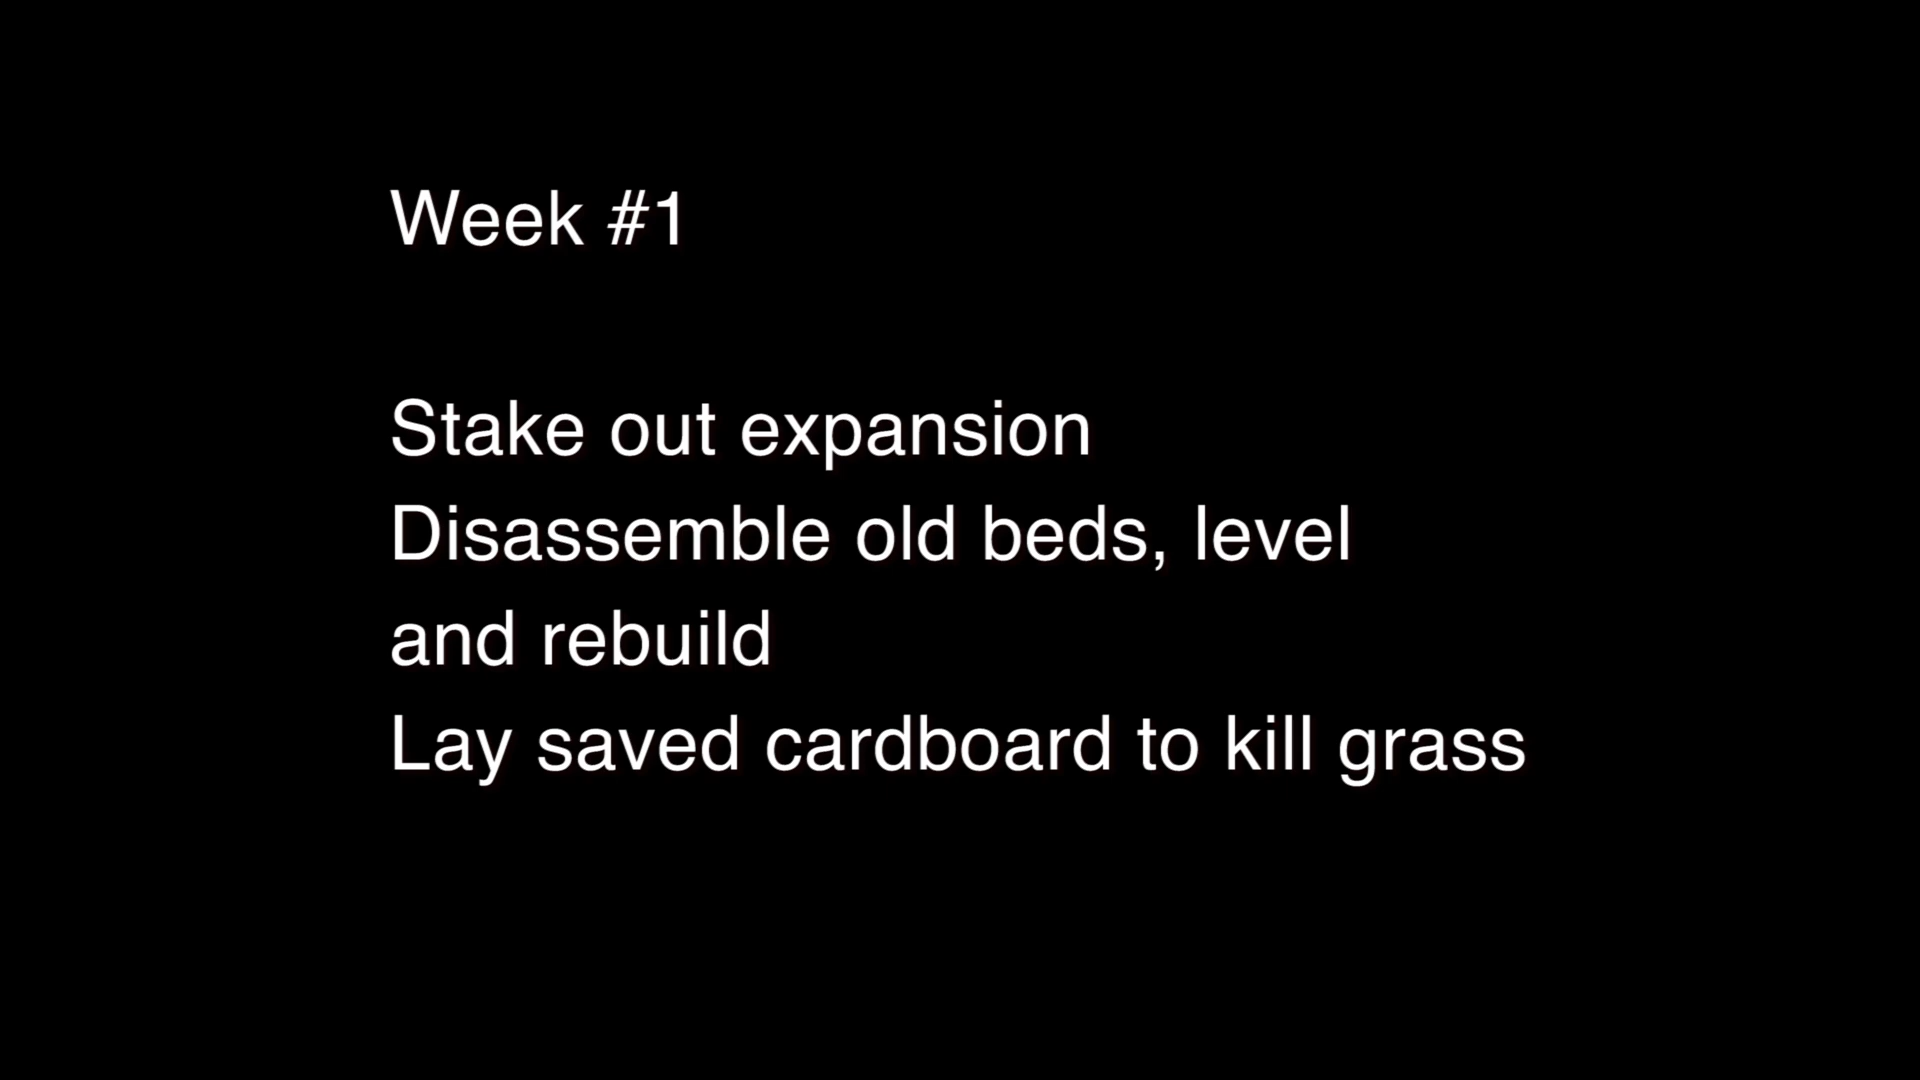 Week #1
Stake out expansion
Disassemble old beds, level
and rebuild
Lay saved cardboard to kill grass